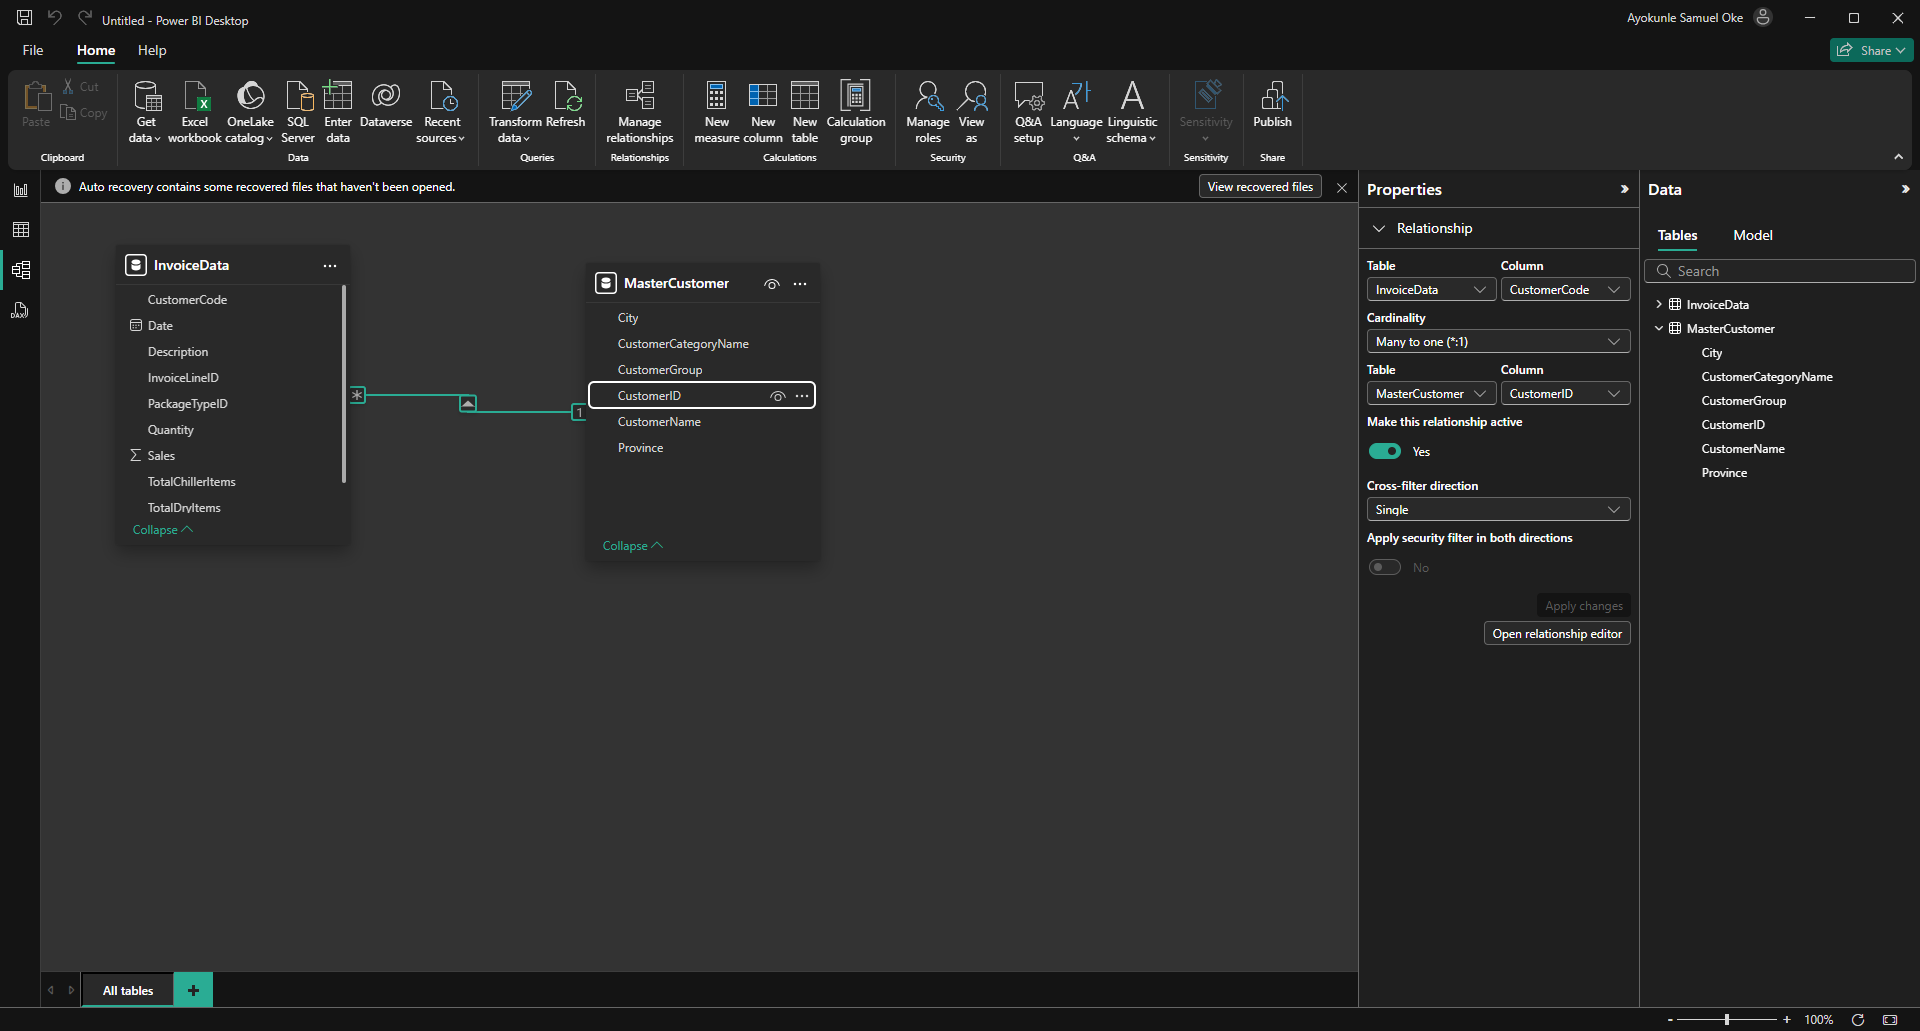 Untitled - Power BI Desktop
Ayokunle Samuel Oke
File
Home
Help
Share
Paste
Cut
Copy
Clipboard
Get data
Excel workbook
OneLake catalog
SQL Server
Enter data
Dataverse
Recent sources
Data
Transform data
Refresh
Queries
Manage relationships
Relationships
New measure
New column
New table
Calculation group
Calculations
Manage roles
View as
Security
Q&A setup
Language
Linguistic schema
Q&A
Sensitivity
Sensitivity
Publish
Share
Auto recovery contains some recovered files that haven't been opened.
View recovered files
DAX
InvoiceData
CustomerCode
Date
Description
InvoiceLineID
PackageTypeID
Quantity
Sales
TotalChillerItems
TotalDryItems
Collapse
1
MasterCustomer
City
CustomerCategoryName
CustomerGroup
CustomerID
CustomerName
Province
Collapse
Properties
Relationship
Table
Column
InvoiceData
CustomerCode
Cardinality
Many to one (*:1)
Table
Column
MasterCustomer
CustomerID
Make this relationship active
Yes
Cross-filter direction
Single
Apply security filter in both directions
No
Apply changes
Open relationship editor
Data
Tables
Model
Search
InvoiceData
MasterCustomer
City
CustomerCategoryName
CustomerGroup
CustomerID
CustomerName
Province
All tables
+
- + 100%